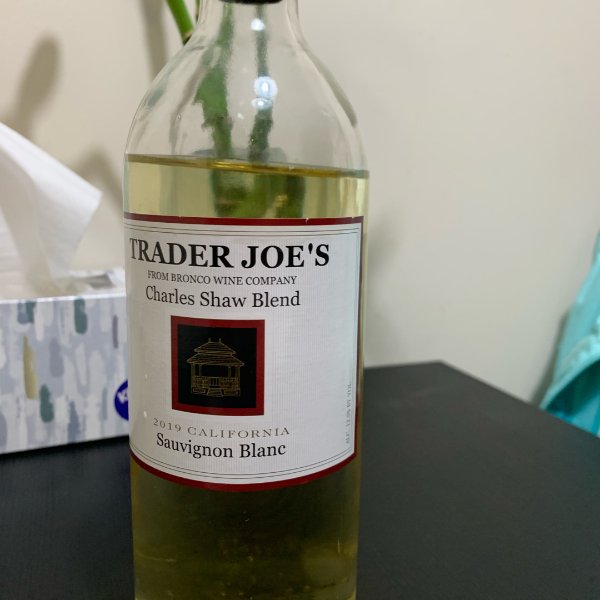 TRADER JOE'S
FROM BRONCO WINE COMPANY
Charles Shaw Blend
2019 CALIFORNIA
Sauvignon Blanc